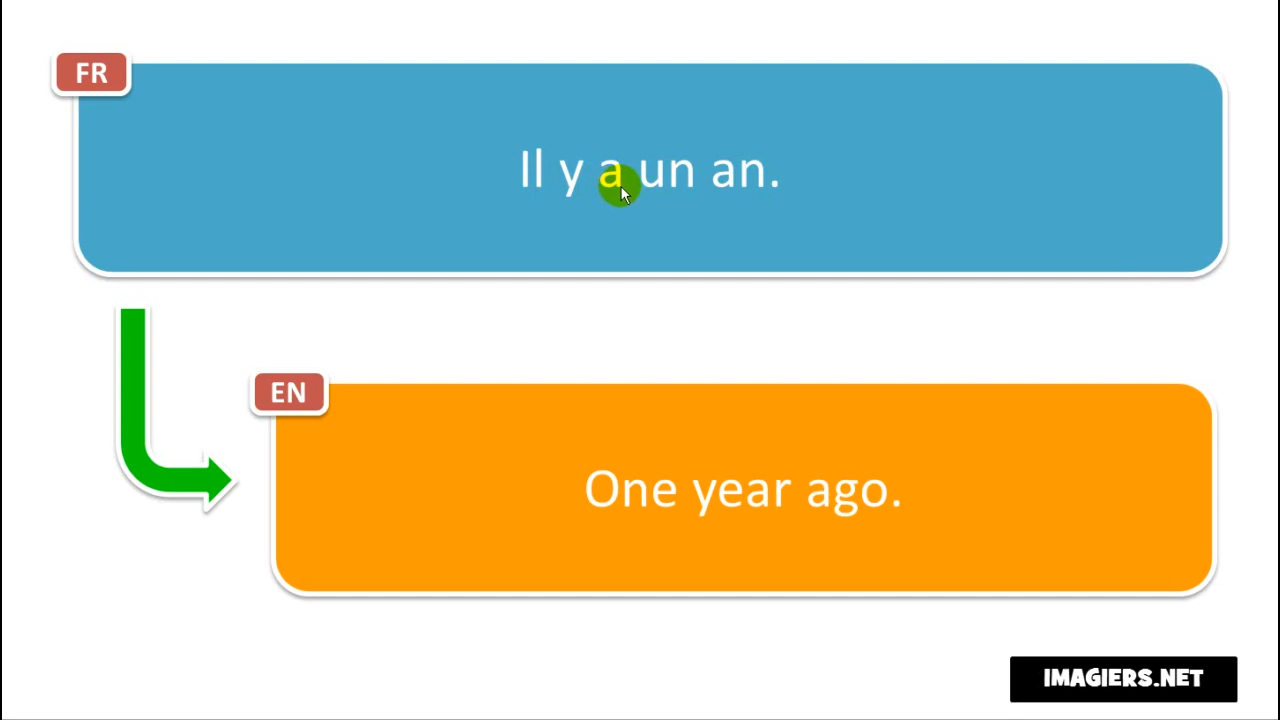 FR
Il y a un an.
EN
One year ago.
IMAGIERS.NET